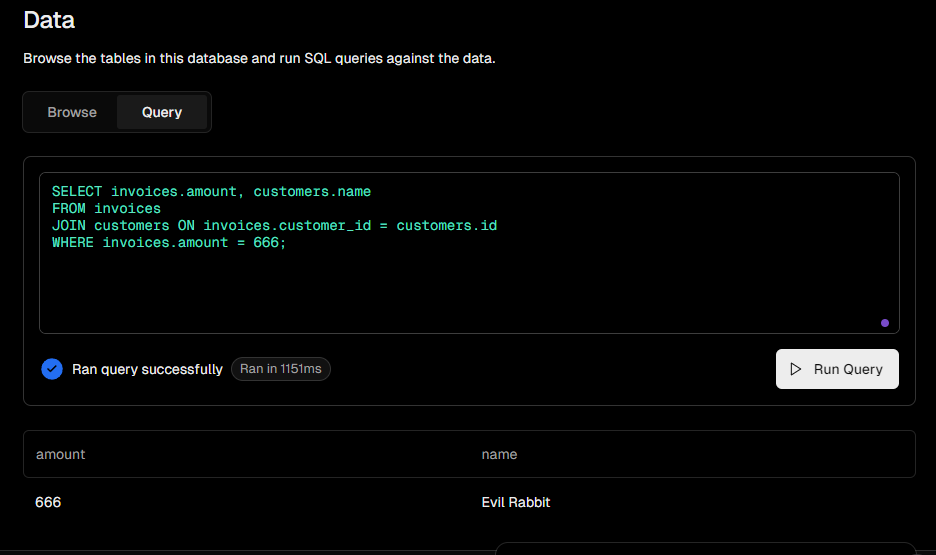 Data
Browse the tables in this database and run SQL queries against the data.
Browse
Query
SELECT invoices.amount, customers.name
FROM invoices
JOIN customers ON invoices.customer_id = customers.id
WHERE invoices.amount = 666;
Ran query successfully
Ran in 1151ms
Run Query
amount
name
666
Evil Rabbit